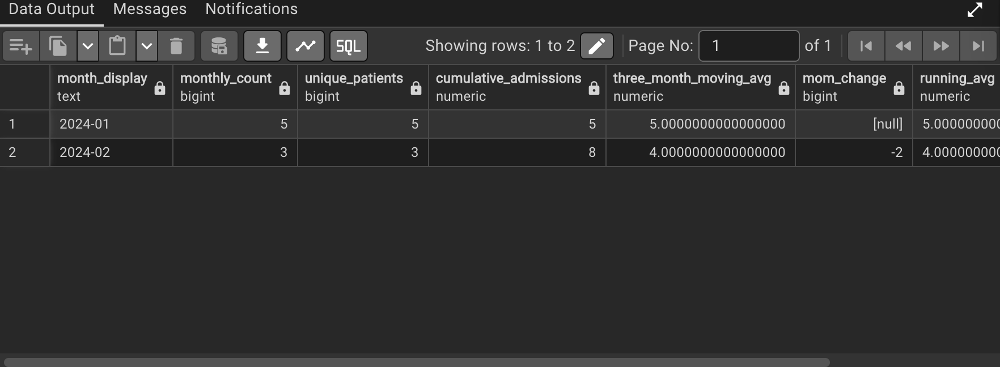 Data Output Messages Notifications
SQL Showing rows: 1 to 2 Page No: 1 of 1
month_display monthly_count unique_patients cumulative_admissions three_month_moving_avg mom_change running_avg
text bigint bigint numeric numeric bigint numeric
1 2024-01 5 5 5 5.0000000000000000 [null] 5.000000000
2 2024-02 3 3 8 4.0000000000000000 -2 4.000000000